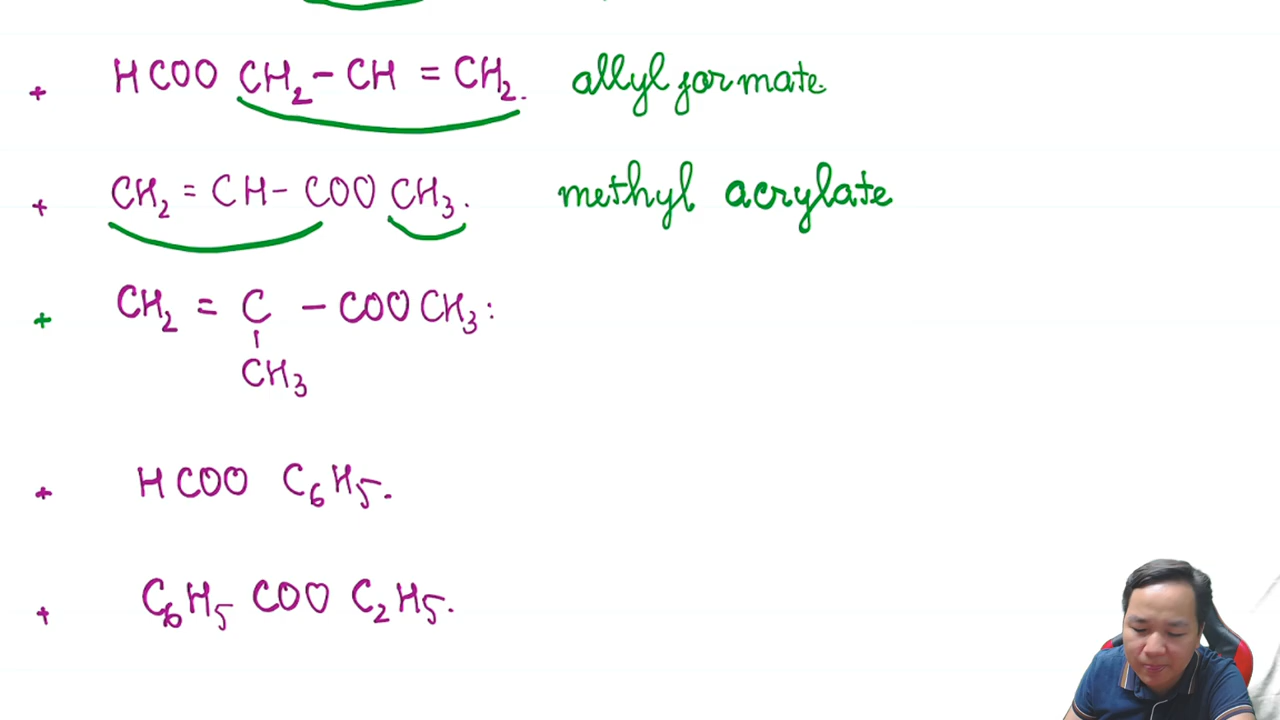 + HCOO CH₂ – CH = CH₂. allyl formate.
+ CH₂ = CH – COO CH₃. methyl acrylate
+ CH₂ = C – COO CH₃:
CH₃
+ HCOO C₆H₅.
+ C₆H₅ COO C₂H₅.